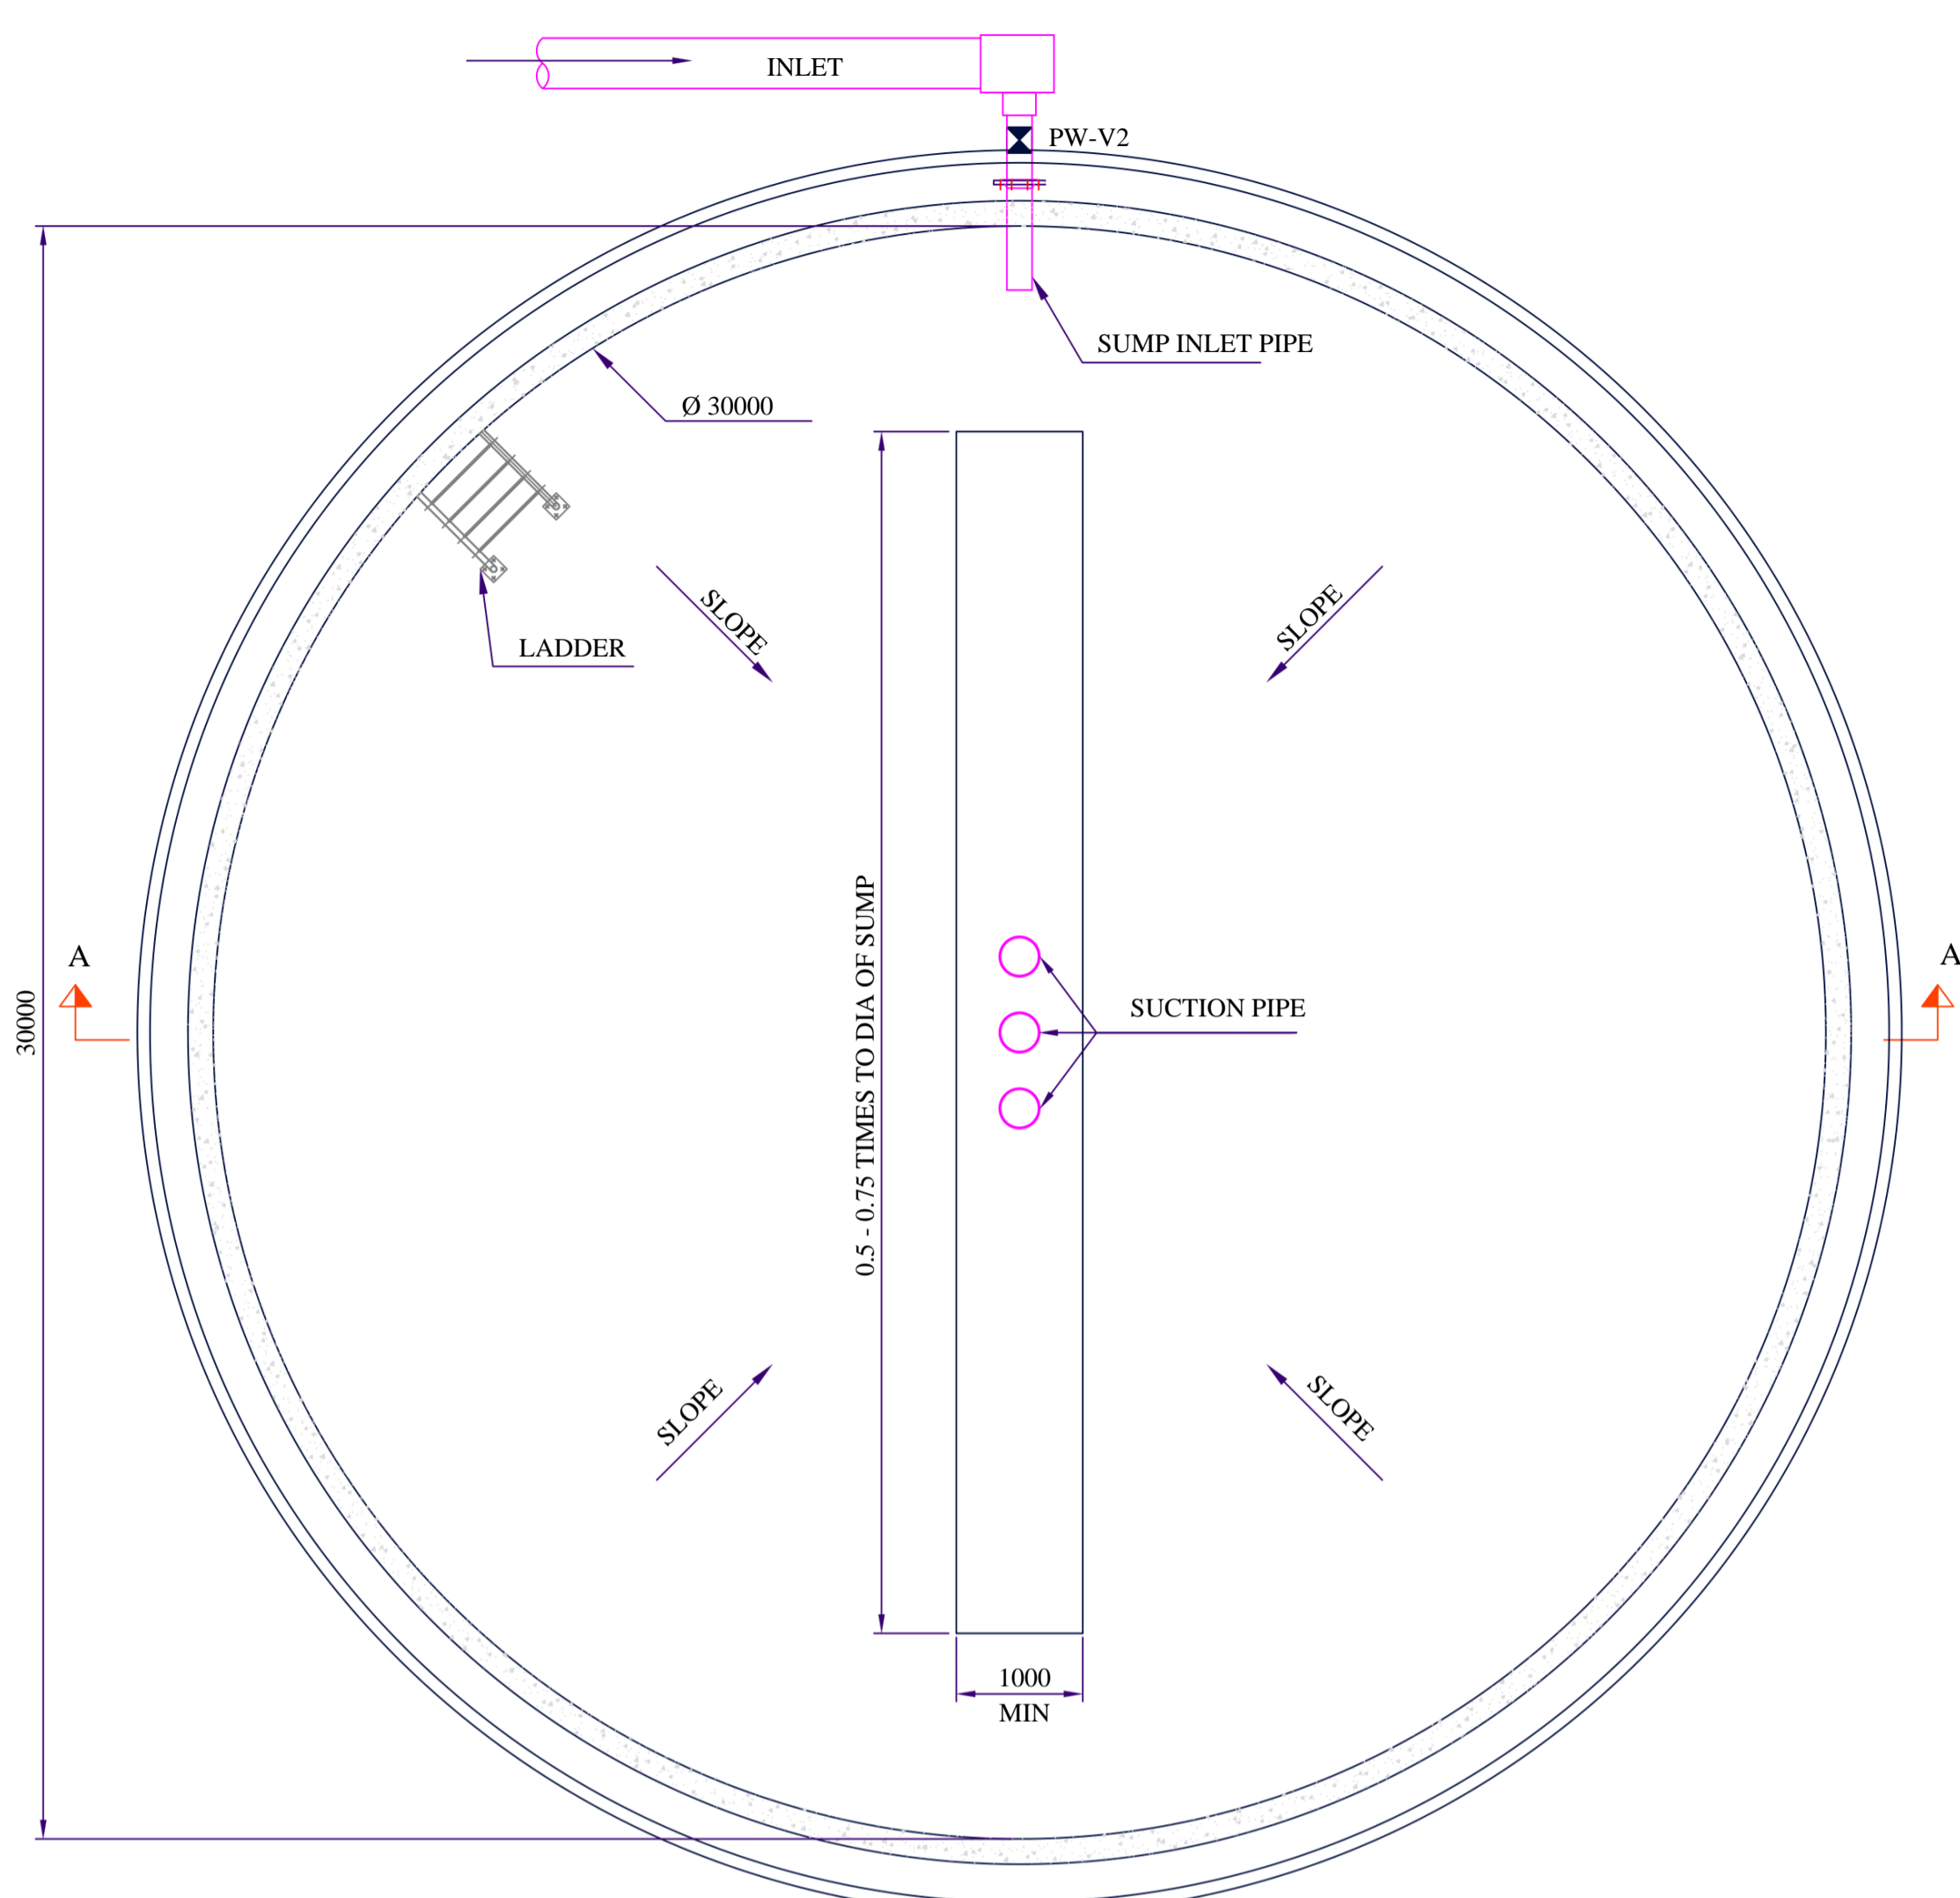 INLET
PW-V2
SUMP INLET PIPE
Ø 30000
LADDER
SLOPE
SLOPE
0.5 - 0.75 TIMES TO DIA OF SUMP
30000
A
A
SUCTION PIPE
SLOPE
SLOPE
1000
MIN